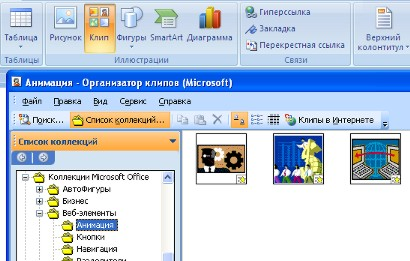 Таблица
Таблицы
Рисунок
Клип
Фигуры
SmartArt
Диаграмма
Иллюстрации
Гиперссылка
Закладка
Перекрестная ссылка
Связи
Верхний
колонтитул
Анимация - Организатор клипов (Microsoft)
Файл Правка Вид Сервис Справка
Поиск... Список коллекций... Клипы в Интернете
Список коллекций
Коллекции Microsoft Office
АвтоФигуры
Бизнес
Веб-элементы
Анимация
Кнопки
Навигация
Разделители